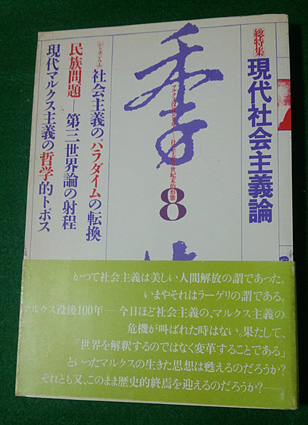 総特集
現代社会主義論
季
8
社会主義のパラダイムの転換
民族問題—第三世界論の射程
現代マルクス主義の哲学的トポス
かつて社会主義は美しい人間解放の謂であった。
いまやそれはラーゲリの謂である。
マルクス没後100年—今日ほど社会主義、マルクス主義の
危機が叫ばれた時はない。果たして、
「世界を解釈するのではなく変革することである」
といったマルクスの生きた思想は甦るのだろうか?
それとも又、このまま歴史的終焉を迎えるのだろうか?—